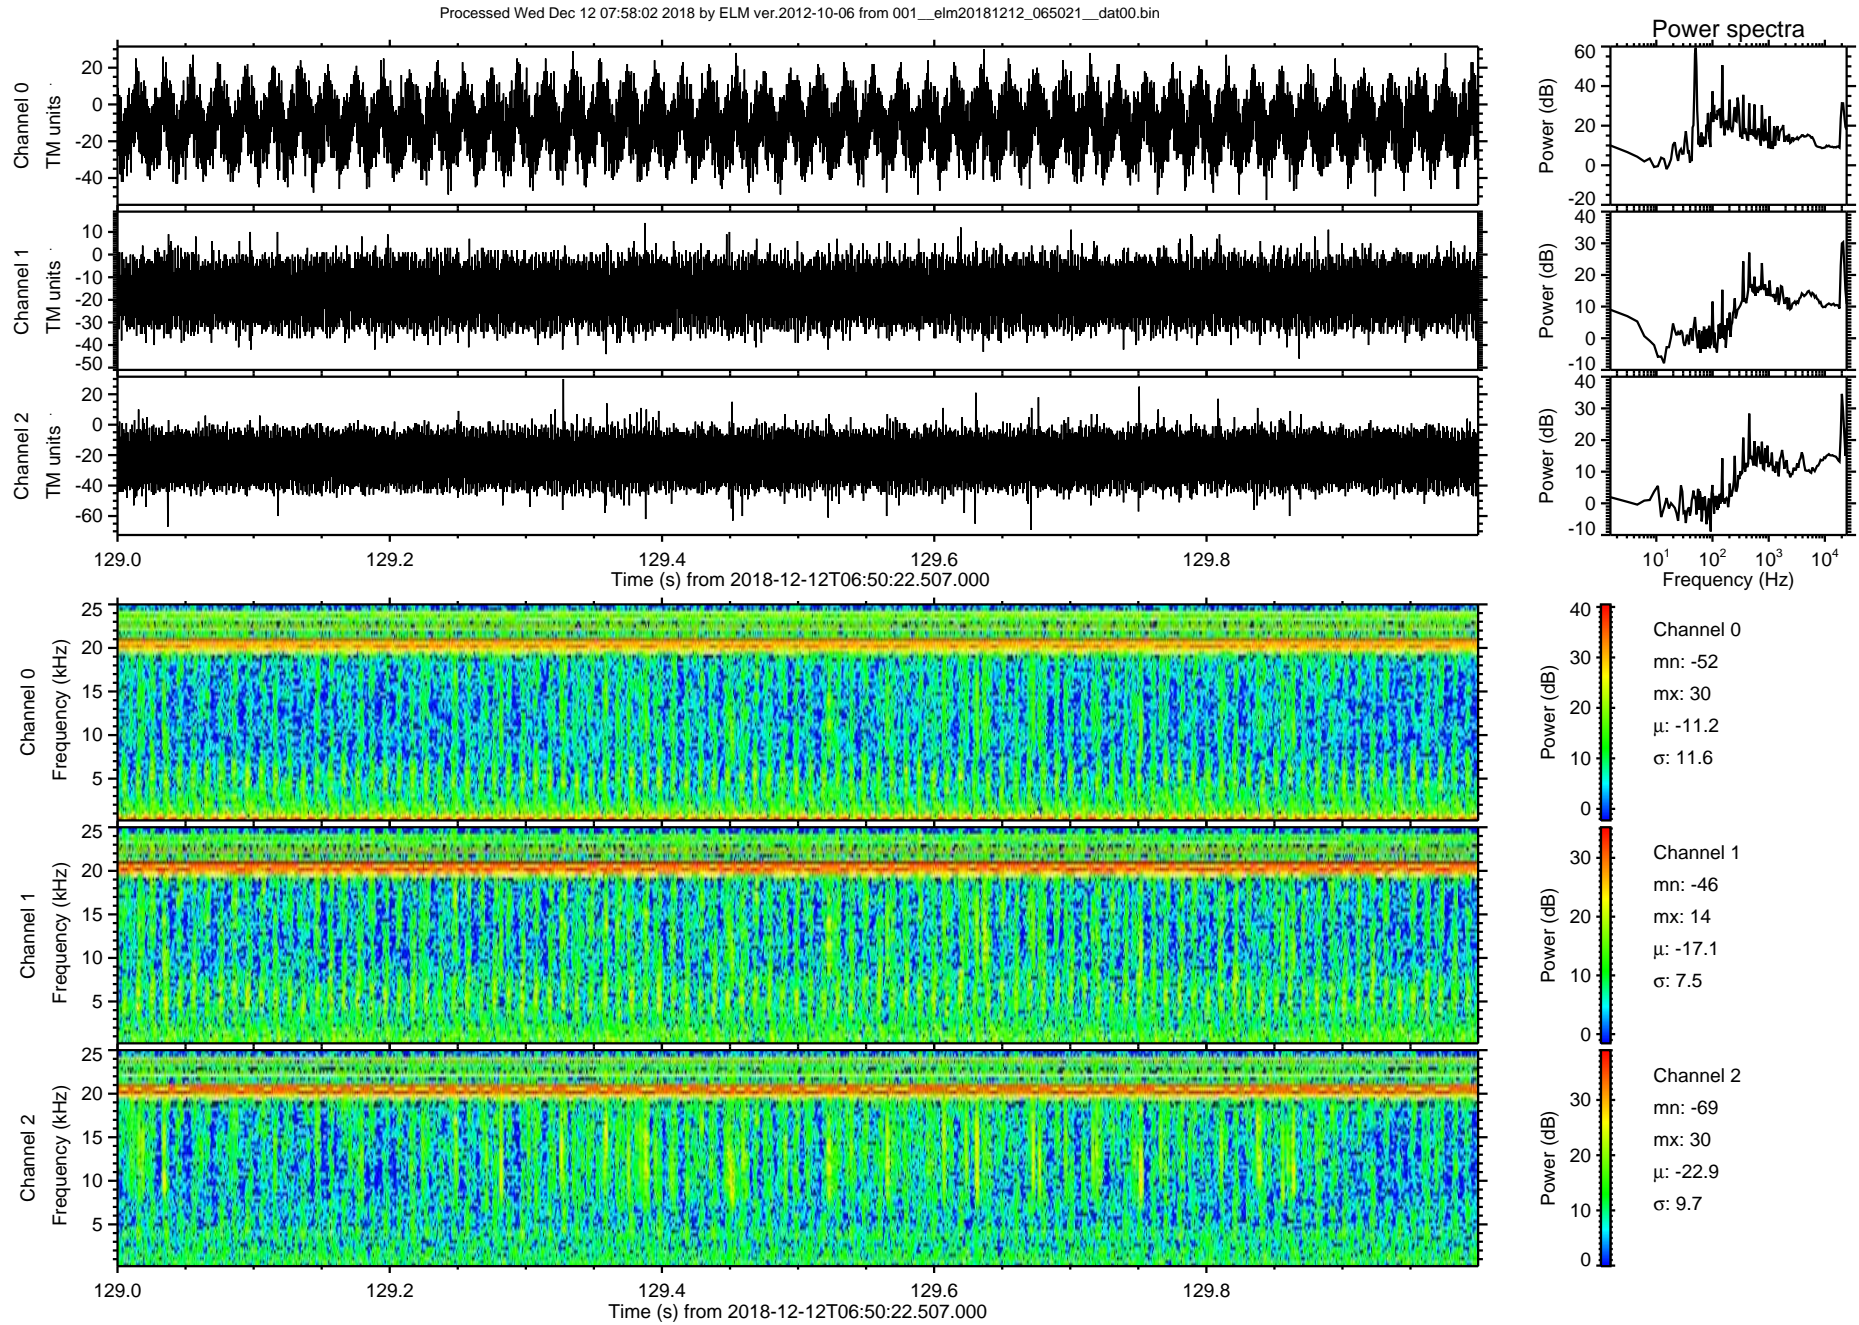 Processed Wed Dec 12 07:58:02 2018 by ELM ver.2012-10-06 from 001__elm20181212_065021__dat00.bin
Power spectra
Channel 0
TM units
20
0
-20
-40
Power (dB)
60
40
20
0
-20
Channel 1
TM units
10
0
-10
-20
-30
-40
-50
Power (dB)
40
30
20
10
0
-10
Channel 2
TM units
20
0
-20
-40
-60
Power (dB)
40
30
20
10
0
-10
129.0 129.2 129.4 129.6 129.8
Time (s) from 2018-12-12T06:50:22.507.000
10¹ 10² 10³ 10⁴
Frequency (Hz)
Channel 0
Frequency (kHz)
25
20
15
10
5
Power (dB)
40
30
20
10
0
Channel 0
mn: -52
mx: 30
μ: -11.2
σ: 11.6
Channel 1
Frequency (kHz)
25
20
15
10
5
Power (dB)
30
20
10
0
Channel 1
mn: -46
mx: 14
μ: -17.1
σ: 7.5
Channel 2
Frequency (kHz)
25
20
15
10
5
Power (dB)
30
20
10
0
Channel 2
mn: -69
mx: 30
μ: -22.9
σ: 9.7
129.0 129.2 129.4 129.6 129.8
Time (s) from 2018-12-12T06:50:22.507.000